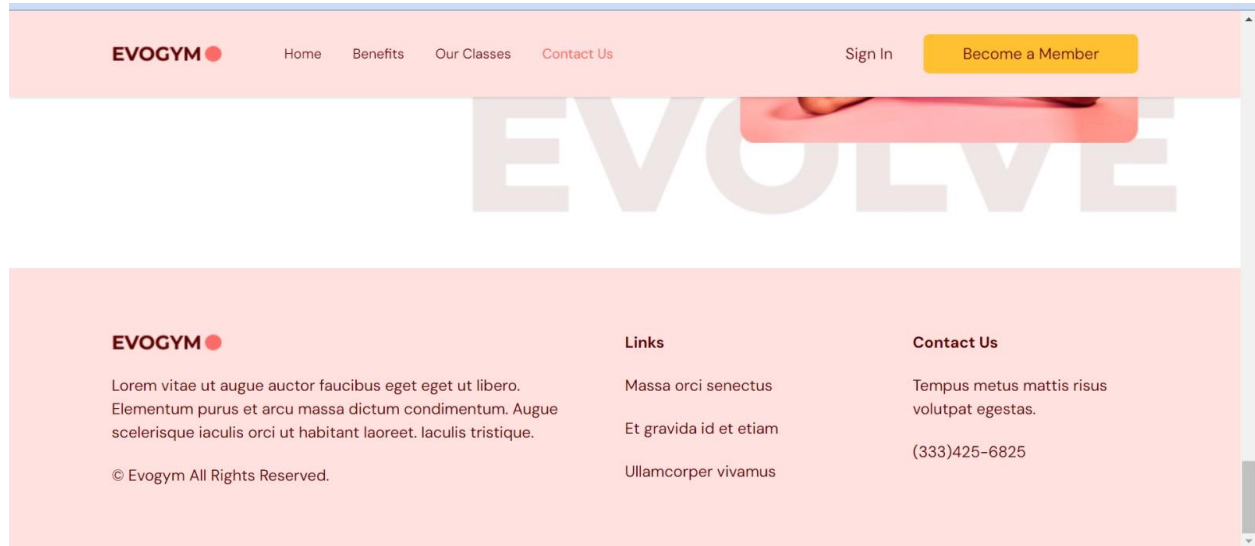 EVOGYM
Home
Benefits
Our Classes
Contact Us
Sign In
Become a Member
EVOLVE
EVOGYM
Lorem vitae ut augue auctor faucibus eget eget ut libero.
Elementum purus et arcu massa dictum condimentum. Augue
scelerisque iaculis orci ut habitant laoreet. Iaculis tristique.
© Evogym All Rights Reserved.
Links
Massa orci senectus
Et gravida id et etiam
Ullamcorper vivamus
Contact Us
Tempus metus mattis risus
volutpat egestas.
(333)425-6825